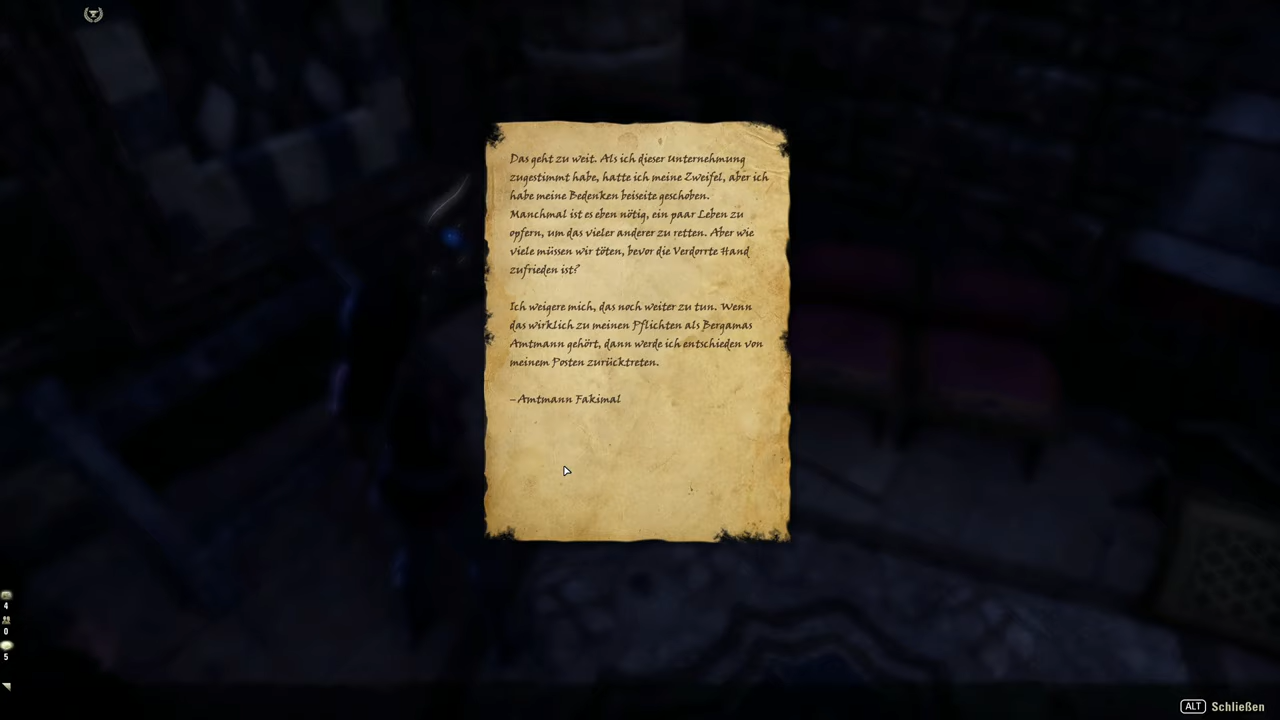 Das geht zu weit. Als ich dieser Unternehmung
zugestimmt habe, hatte ich meine Zweifel, aber ich
habe meine Bedenken beiseite geschoben.
Manchmal ist es eben nötig, ein paar Leben zu
opfern, um das vieler anderer zu retten. Aber wie
viele müssen wir töten, bevor die Verdorrte Hand
zufrieden ist?
Ich weigere mich, das noch weiter zu tun. Wenn
das wirklich zu meinen Pflichten als Bergamas
Amtmann gehört, dann werde ich entschieden von
meinem Posten zurücktreten.
– Amtmann Fakimal
4
0
5
ALT Schließen